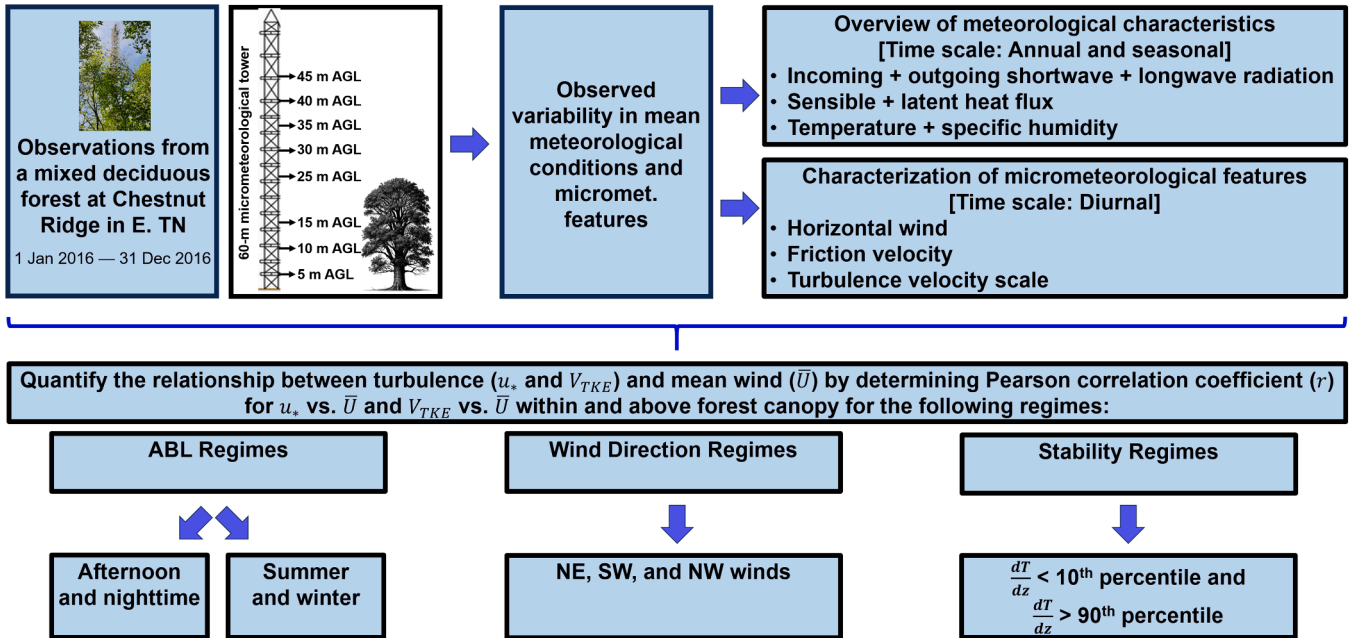 Observations from
a mixed deciduous
forest at Chestnut
Ridge in E. TN
1 Jan 2016 — 31 Dec 2016
60-m micrometeorological tower
45 m AGL
40 m AGL
35 m AGL
30 m AGL
25 m AGL
15 m AGL
10 m AGL
5 m AGL
Observed
variability in mean
meteorological
conditions and
micromet.
features
Overview of meteorological characteristics
[Time scale: Annual and seasonal]
• Incoming + outgoing shortwave + longwave radiation
• Sensible + latent heat flux
• Temperature + specific humidity
Characterization of micrometeorological features
[Time scale: Diurnal]
• Horizontal wind
• Friction velocity
• Turbulence velocity scale
Quantify the relationship between turbulence (u* and V_TKE) and mean wind (U̅) by determining Pearson correlation coefficient (r)
for u* vs. U̅ and V_TKE vs. U̅ within and above forest canopy for the following regimes:
ABL Regimes
Afternoon
and nighttime
Summer
and winter
Wind Direction Regimes
NE, SW, and NW winds
Stability Regimes
dT/dz < 10th percentile and
dT/dz > 90th percentile